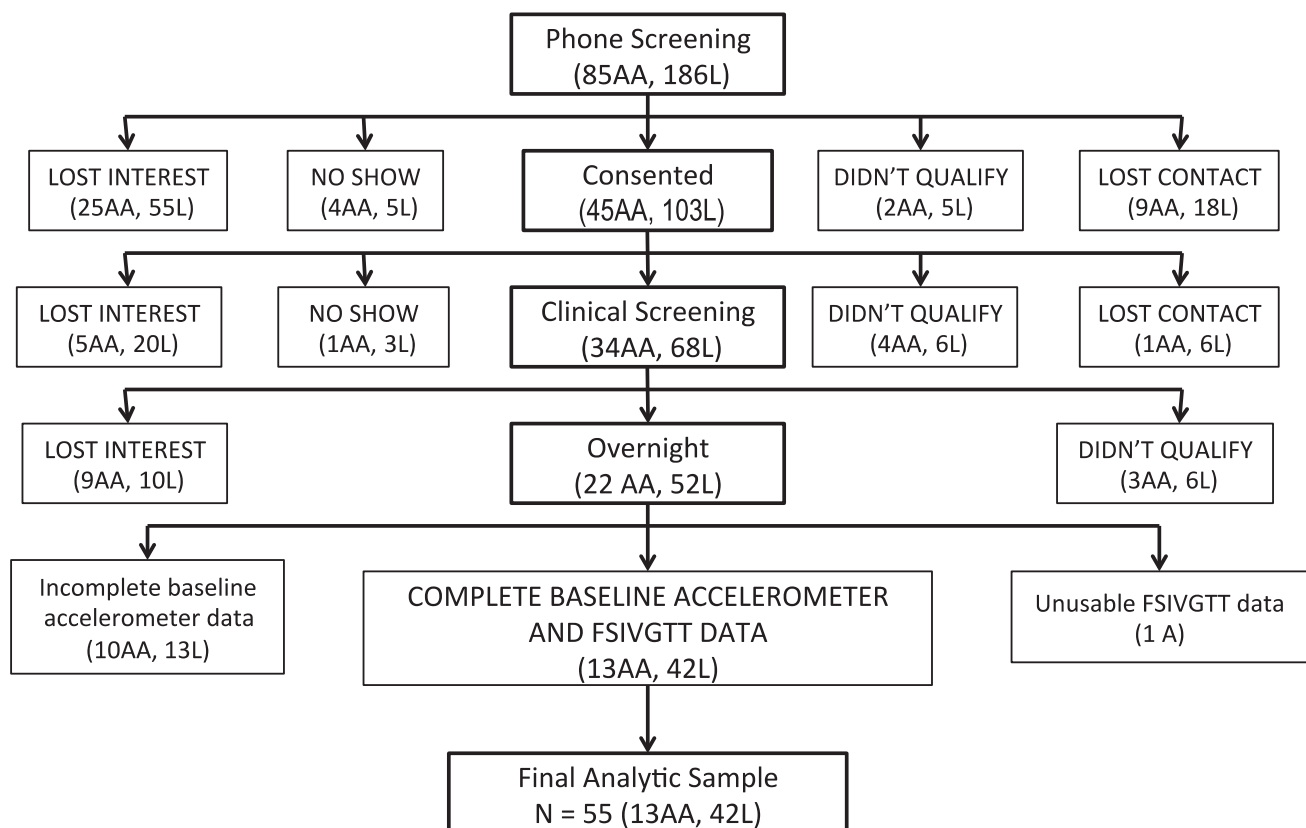 Phone Screening
(85AA, 186L)
LOST INTEREST
(25AA, 55L)
NO SHOW
(4AA, 5L)
Consented
(45AA, 103L)
DIDN’T QUALIFY
(2AA, 5L)
LOST CONTACT
(9AA, 18L)
LOST INTEREST
(5AA, 20L)
NO SHOW
(1AA, 3L)
Clinical Screening
(34AA, 68L)
DIDN’T QUALIFY
(4AA, 6L)
LOST CONTACT
(1AA, 6L)
LOST INTEREST
(9AA, 10L)
Overnight
(22 AA, 52L)
DIDN’T QUALIFY
(3AA, 6L)
Incomplete baseline
accelerometer data
(10AA, 13L)
COMPLETE BASELINE ACCELEROMETER
AND FSIVGTT DATA
(13AA, 42L)
Unusable FSIVGTT data
(1 A)
Final Analytic Sample
N = 55 (13AA, 42L)